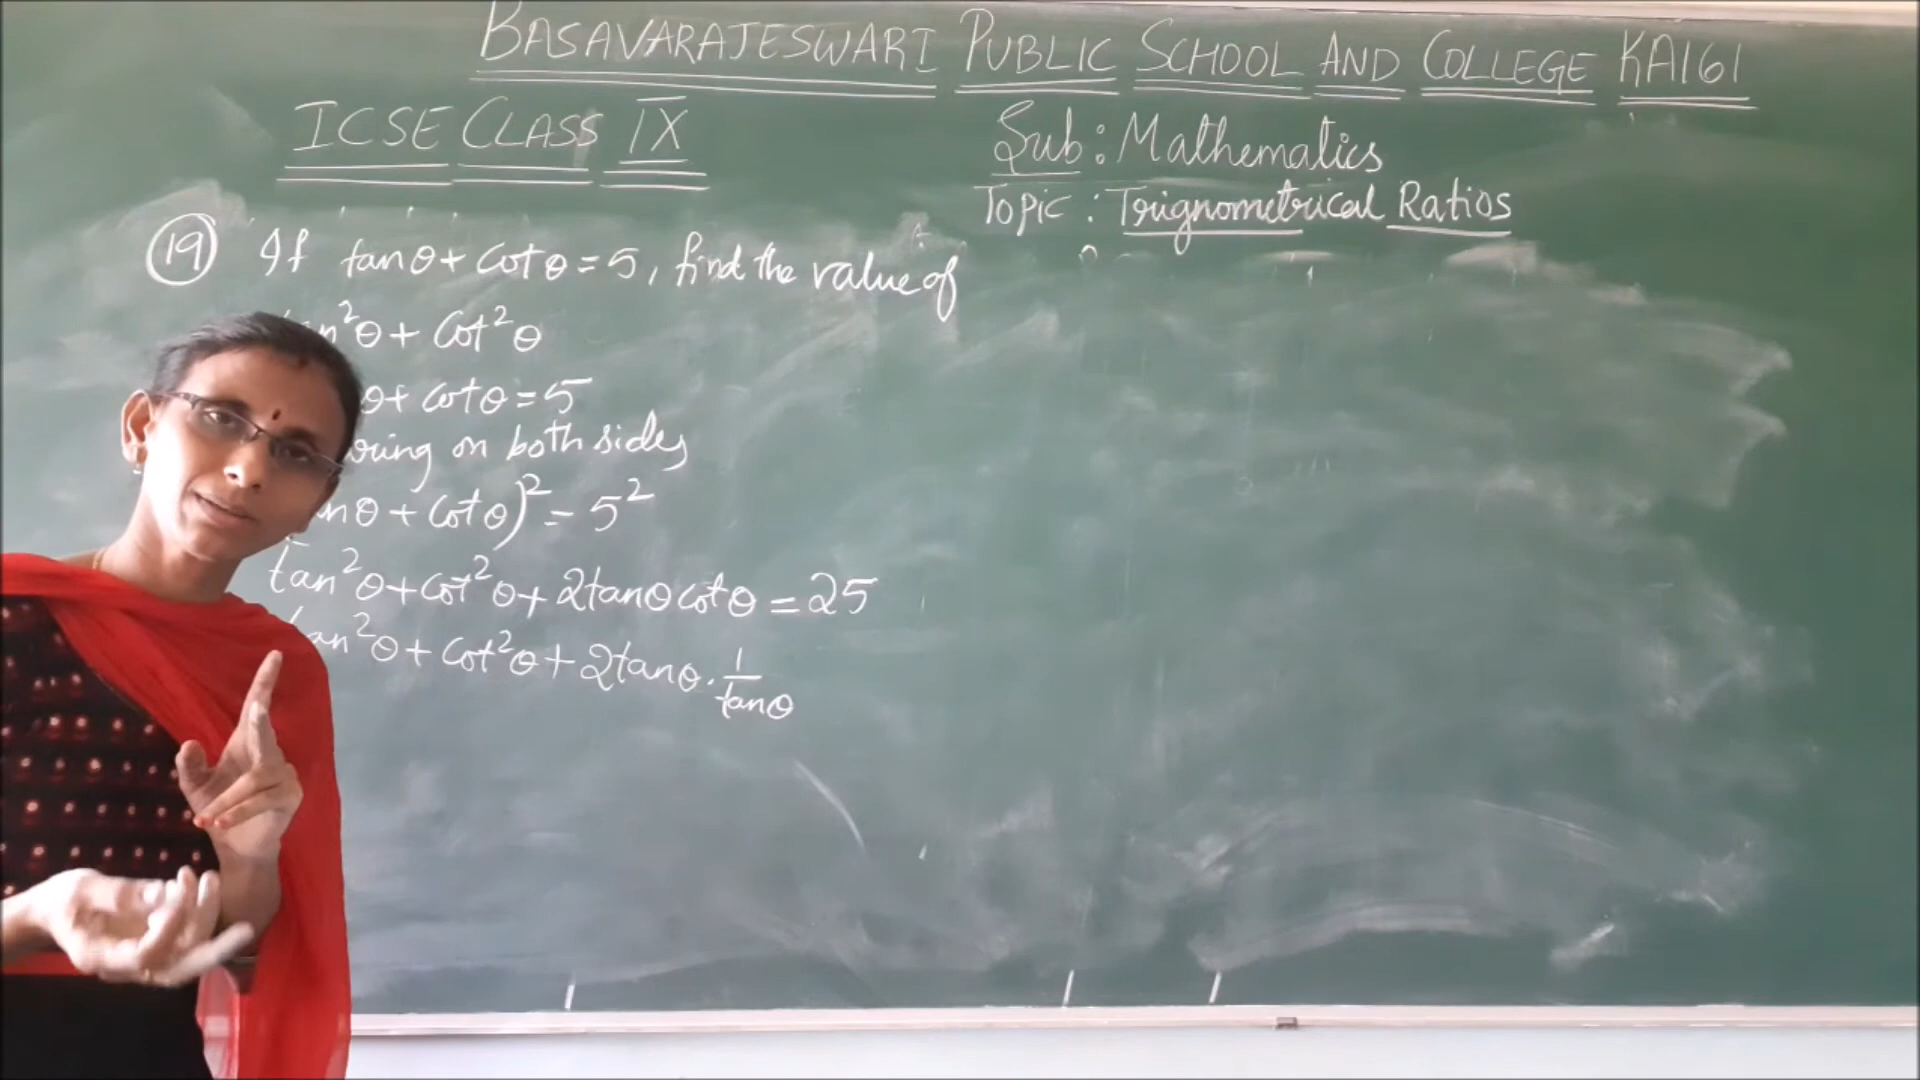 BASAVARAJESWARI PUBLIC SCHOOL AND COLLEGE KA161
ICSE CLASS IX
Sub: Mathematics
Topic: Trignometrical Ratios
(19) If tanθ + cotθ = 5, find the value of
n²θ + Cot²θ
θ + cotθ = 5
uring on both sides
nθ + cotθ)² = 5²
tan²θ + cot²θ + 2tanθ cotθ = 25
tan²θ + cot²θ + 2tanθ · 1/tanθ